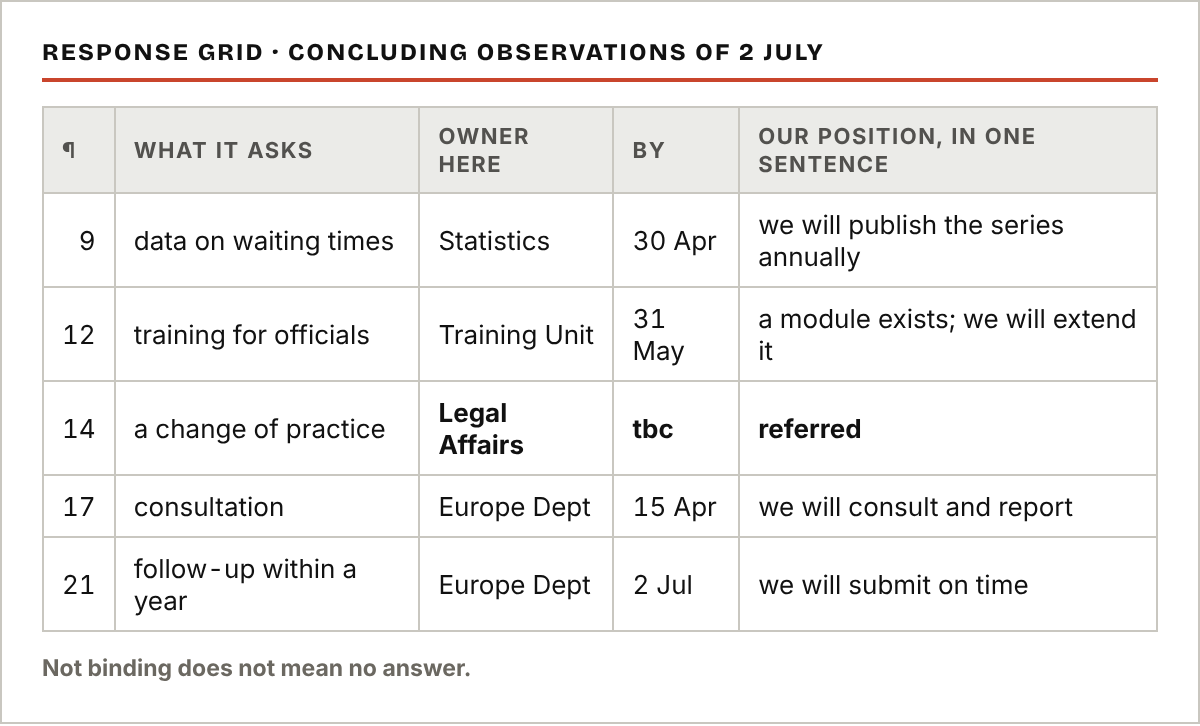 RESPONSE GRID · CONCLUDING OBSERVATIONS OF 2 JULY
¶
WHAT IT ASKS
OWNER
HERE
BY
OUR POSITION, IN ONE
SENTENCE
9
data on waiting times
Statistics
30 Apr
we will publish the series
annually
12
training for officials
Training Unit
31
May
a module exists; we will extend
it
14
a change of practice
Legal
Affairs
tbc
referred
17
consultation
Europe Dept
15 Apr
we will consult and report
21
follow-up within a
year
Europe Dept
2 Jul
we will submit on time
Not binding does not mean no answer.